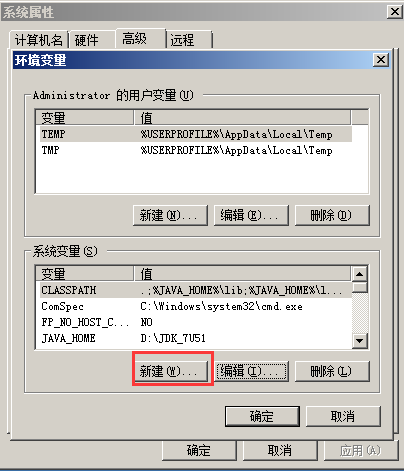 系统属性
计算机名 硬件 高级 远程
环境变量
Administrator 的用户变量(U)
变量 值
TEMP %USERPROFILE%\AppData\Local\Temp
TMP %USERPROFILE%\AppData\Local\Temp
新建(N)... 编辑(E)... 删除(D)
系统变量(S)
变量 值
CLASSPATH .;%JAVA_HOME%\lib;%JAVA_HOME%\l...
ComSpec C:\Windows\system32\cmd.exe
FP_NO_HOST_C... NO
JAVA_HOME D:\JDK_7U51
新建(W)... 编辑(I)... 删除(L)
确定 取消
确定 取消 应用(A)